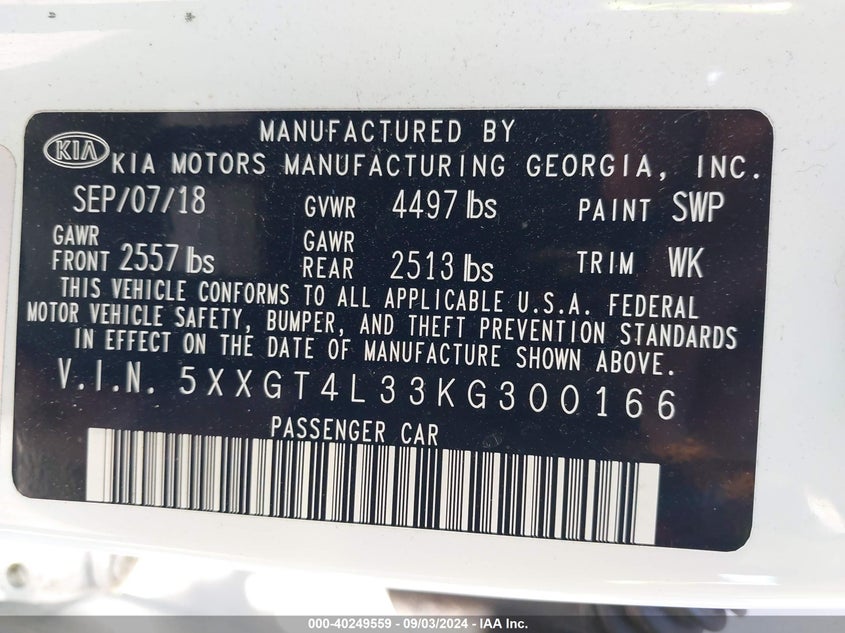 MANUFACTURED BY
KIA KIA MOTORS MANUFACTURING GEORGIA, INC.
SEP/07/18 GVWR 4497 lbs PAINT SWP
GAWR FRONT 2557 lbs GAWR REAR 2513 lbs TRIM WK
THIS VEHICLE CONFORMS TO ALL APPLICABLE U.S.A. FEDERAL
MOTOR VEHICLE SAFETY, BUMPER, AND THEFT PREVENTION STANDARDS
IN EFFECT ON THE DATE OF MANUFACTURE SHOWN ABOVE.
V.I.N. 5XXGT4L33KG300166
PASSENGER CAR
000-40249559 - 09/03/2024 - IAA Inc.